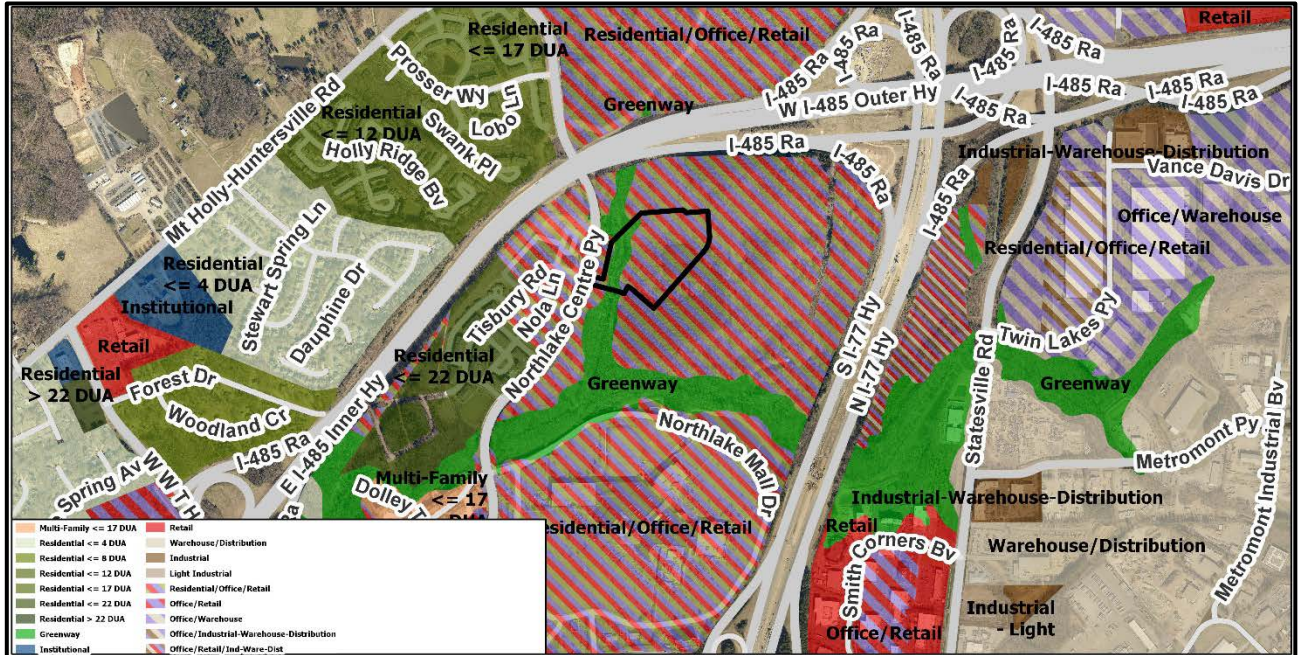 Residential
<= 17 DUA
Residential/Office/Retail
Retail
I-485 Ra
I-485 Ra
I-485 Ra
I-485 Ra
I-485 Ra
I-485 Ra
W I-485 Outer Hy
I-485 Ra
I-485 Ra
I-485 Ra
I-485 Ra
I-485 Ra
I-485 Ra
Greenway
Prosser Wy
Lobo Ln
Swank Pl
Holly Ridge Bv
Residential
<= 12 DUA
Mt Holly-Huntersville Rd
Industrial-Warehouse-Distribution
Vance Davis Dr
Office/Warehouse
Residential/Office/Retail
Residential
<= 4 DUA
Institutional
Stewart Spring Ln
Dauphine Dr
Retail
Tisbury Rd
Nola Ln
Northlake Centre Py
Residential
<= 22 DUA
Greenway
S I-77 Hy
N I-77 Hy
Statesville Rd
Twin Lakes Py
Greenway
Residential
> 22 DUA
Forest Dr
Woodland Cr
I-485 Ra
E I-485 Inner Hy
Northlake Mall Dr
Metromont Py
Metromont Industrial Bv
Spring Av
W W T H
Ra
Multi-Family
<= 17
DUA
Dolley T
Residential/Office/Retail
Industrial-Warehouse-Distribution
Retail
Smith Corners Bv
Warehouse/Distribution
Office/Retail
Industrial
- Light
Multi-Family <= 17 DUA
Residential <= 4 DUA
Residential <= 8 DUA
Residential <= 12 DUA
Residential <= 17 DUA
Residential <= 22 DUA
Residential > 22 DUA
Greenway
Institutional
Retail
Warehouse/Distribution
Industrial
Light Industrial
Residential/Office/Retail
Office/Retail
Office/Warehouse
Office/Industrial-Warehouse-Distribution
Office/Retail/Ind-Ware-Dist